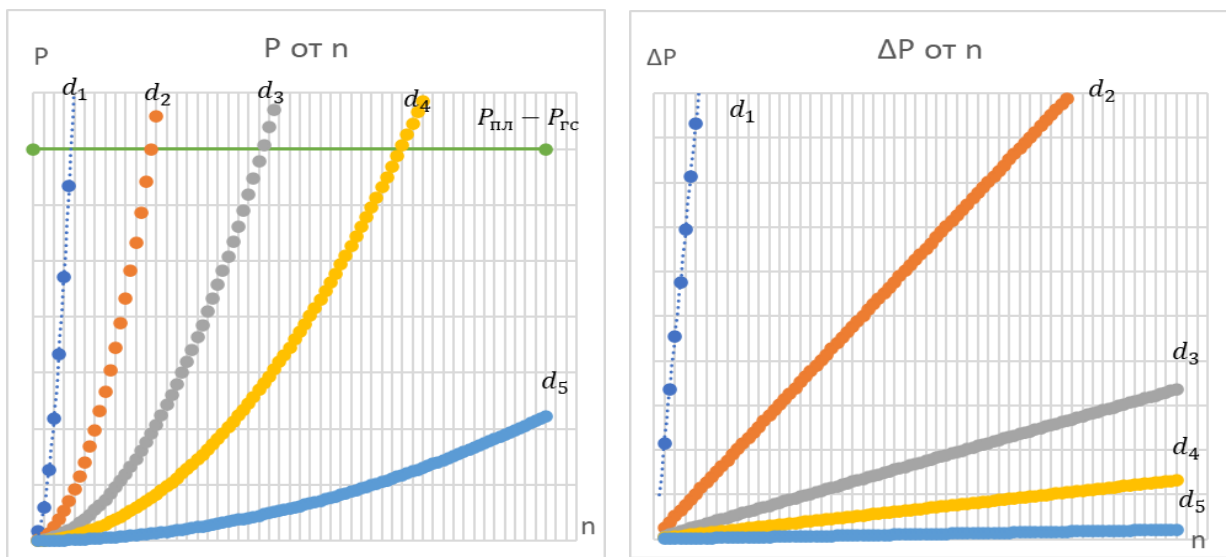 P от n
P
d₁
d₂
d₃
d₄
Pпл − Pгс
d₅
n
ΔP от n
ΔP
d₁
d₂
d₃
d₄
d₅
n